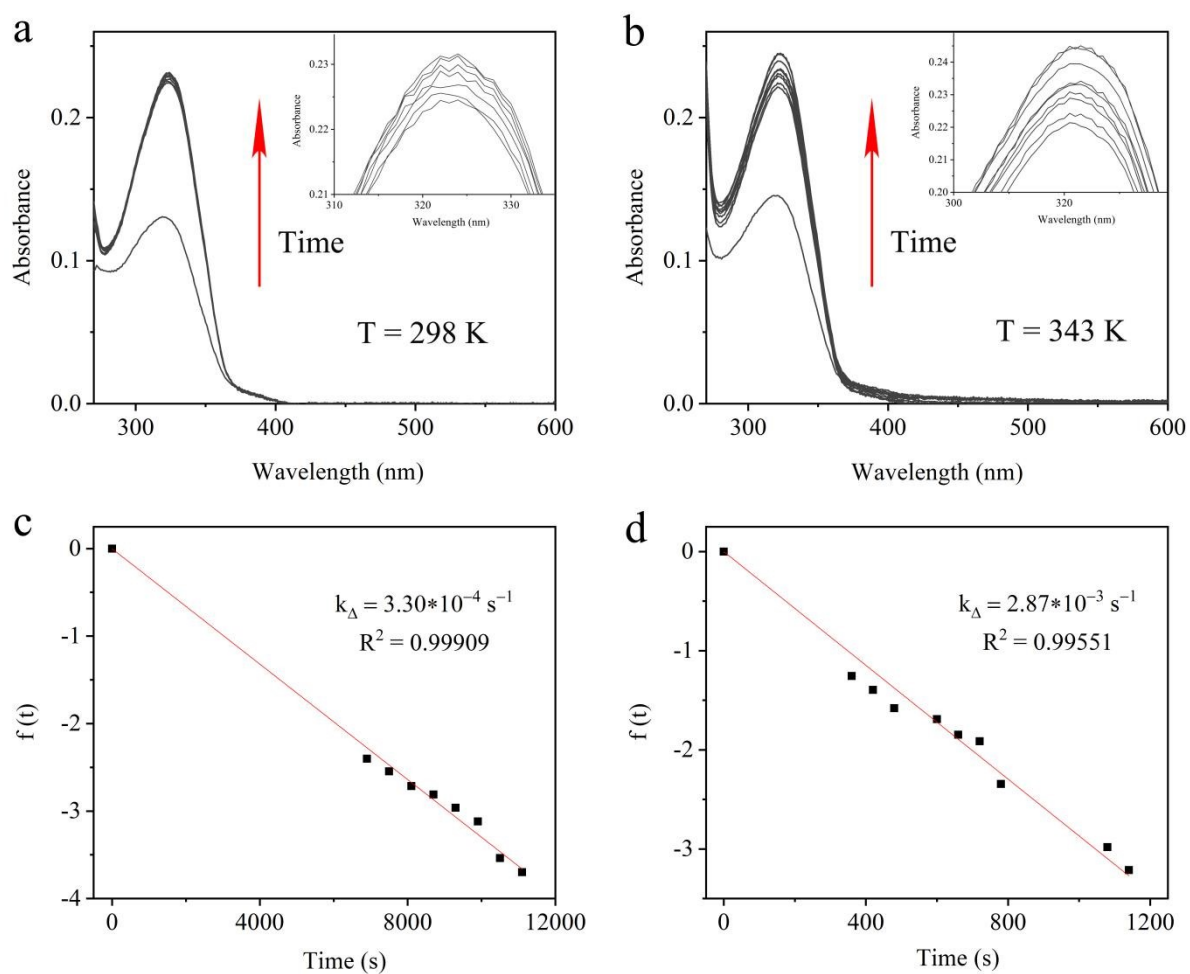 a
0.2
0.1
0.0
Absorbance
300
400
500
600
Wavelength (nm)
Time
T = 298 K
0.23
0.22
0.21
Absorbance
310
320
330
Wavelength (nm)
b
0.2
0.1
0.0
Absorbance
300
400
500
600
Wavelength (nm)
Time
T = 343 K
0.24
0.23
0.22
0.21
0.20
Absorbance
300
320
Wavelength (nm)
c
0
-1
-2
-3
-4
f (t)
0
4000
8000
12000
Time (s)
k_Δ = 3.30*10⁻⁴ s⁻¹
R² = 0.99909
d
0
-1
-2
-3
f (t)
0
400
800
1200
Time (s)
k_Δ = 2.87*10⁻³ s⁻¹
R² = 0.99551